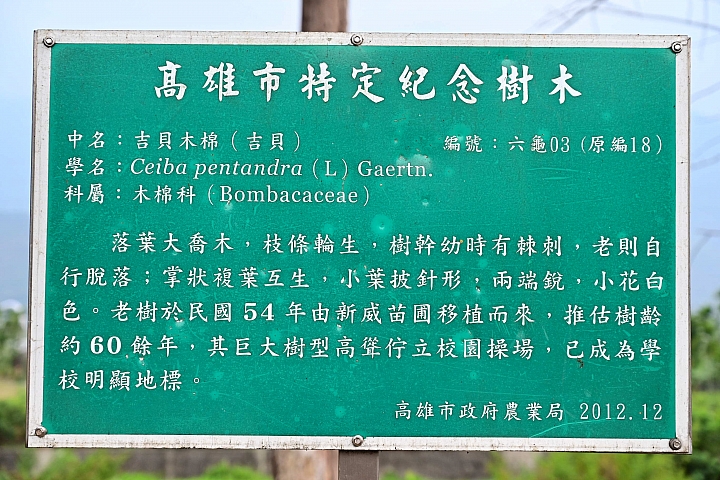 高雄市特定紀念樹木
中名：吉貝木棉（吉貝） 編號：六龜03（原編18）
學名：Ceiba pentandra（L）Gaertn.
科屬：木棉科（Bombacaceae）
落葉大喬木，枝條輪生，樹幹幼時有棘刺，老則自
行脫落；掌狀複葉互生，小葉披針形，兩端銳，小花白
色。老樹於民國 54 年由新威苗圃移植而來，推估樹齡
約 60 餘年，其巨大樹型高聳佇立校園操場，已成為學
校明顯地標。
高雄市政府農業局 2012.12